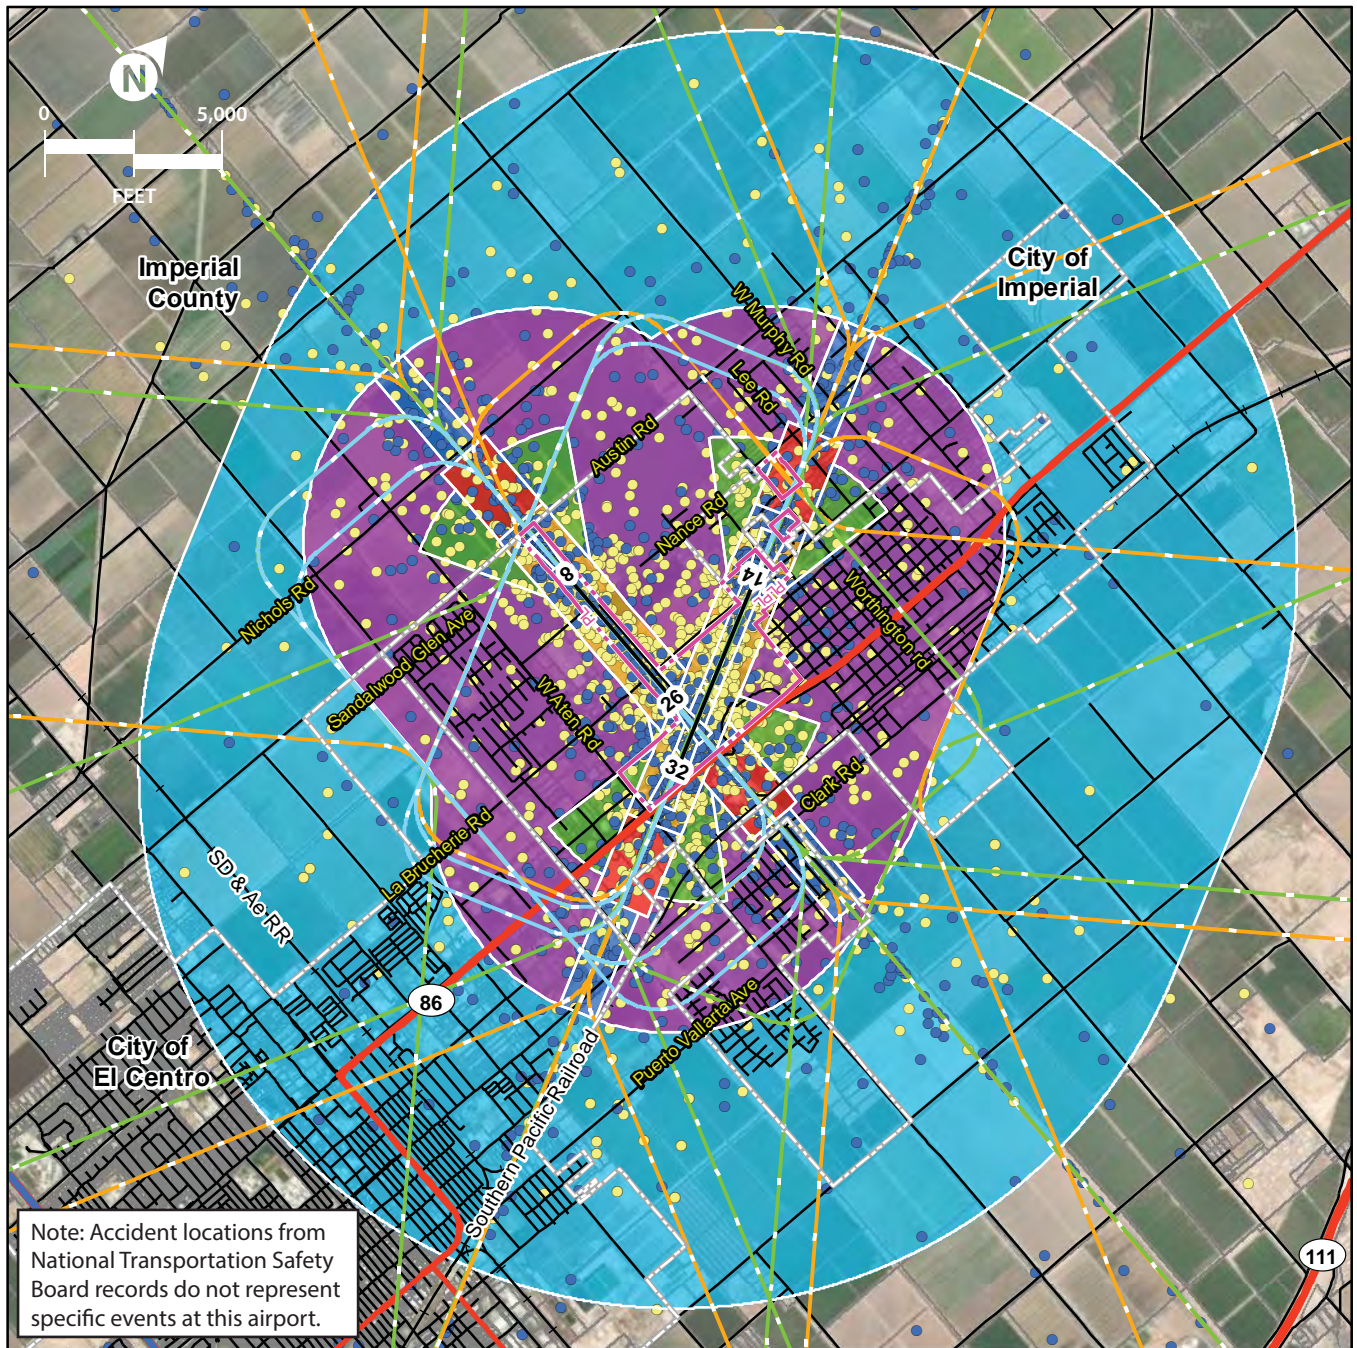 N
0 5,000
FEET
Imperial
County
City of
Imperial
W Murphy Rd
Lee Rd
Austin Rd
Nance Rd
8
14
Nichols Rd
Worthington rd
Sandalwood Glen Ave
W Aten Rd
26
32
Clark Rd
La Brucherie Rd
SD & Ae RR
86
Puerto Vallarta Ave
City of
El Centro
Southern Pacific Railroad
Note: Accident locations from
National Transportation Safety
Board records do not represent
specific events at this airport.
111